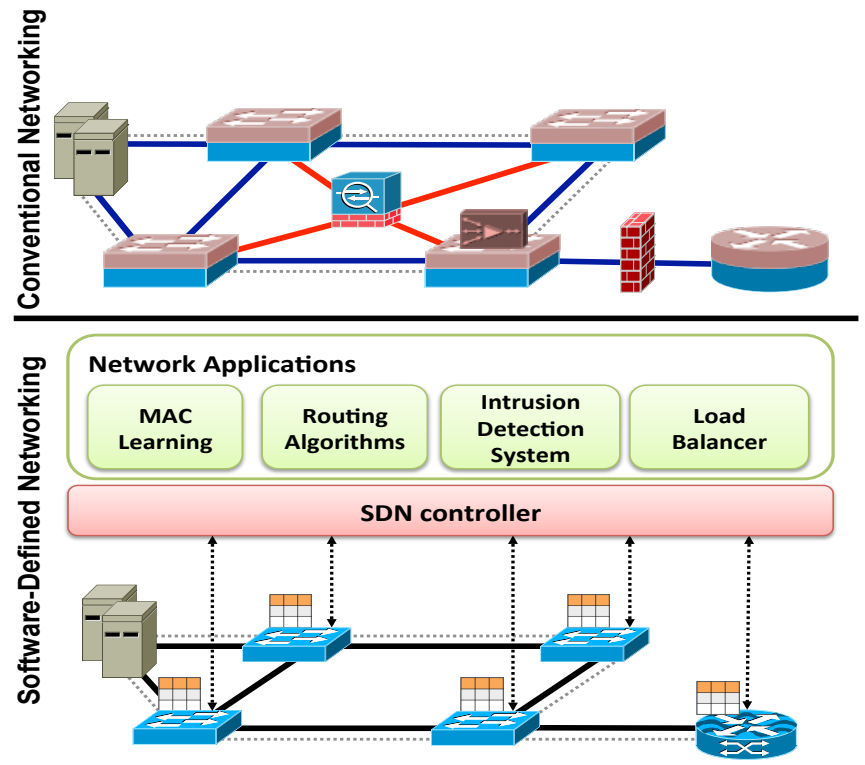 Conventional Networking
Software-Defined Networking
Network Applications
MAC
Learning
Routing
Algorithms
Intrusion
Detection
System
Load
Balancer
SDN controller